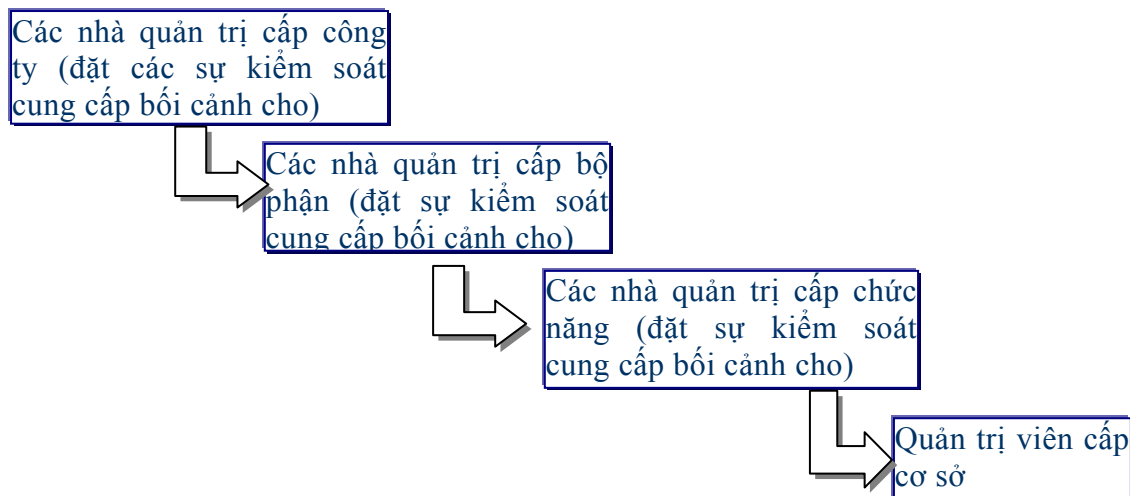 Các nhà quản trị cấp công
ty (đặt các sự kiểm soát
cung cấp bối cảnh cho)
Các nhà quản trị cấp bộ
phận (đặt sự kiểm soát
cung cấp bối cảnh cho)
Các nhà quản trị cấp chức
năng (đặt sự kiểm soát
cung cấp bối cảnh cho)
Quản trị viên cấp
cơ sở